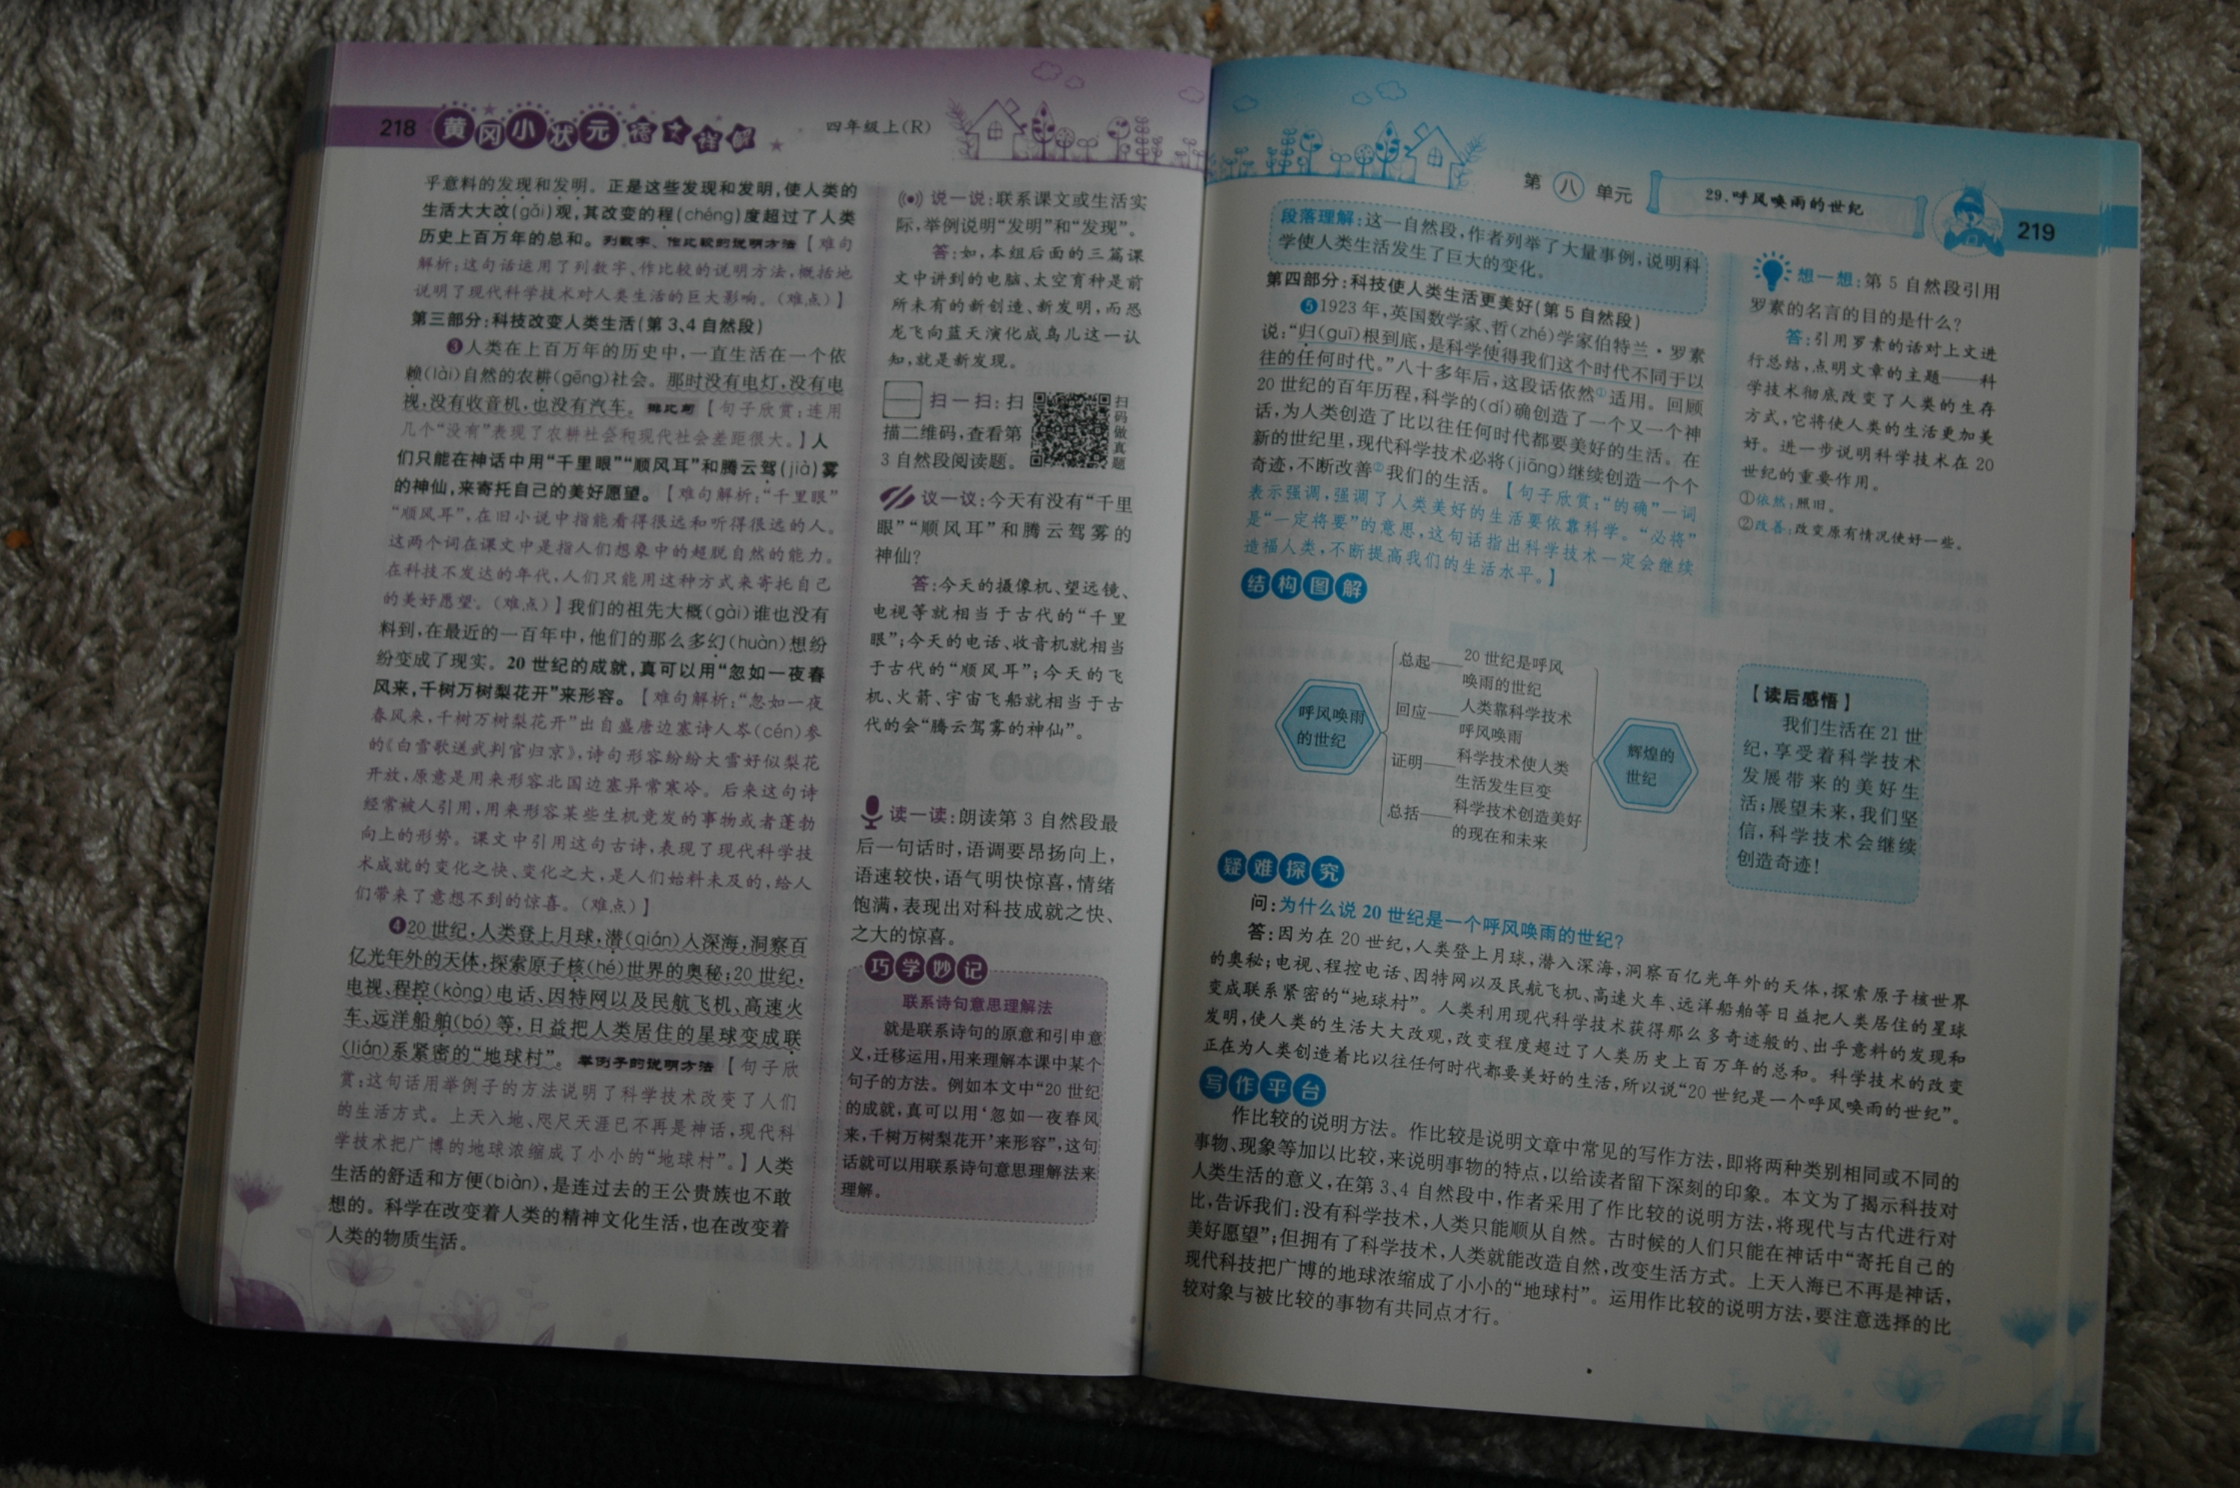 218 黄冈小状元 四年级上(R)
乎意料的发现和发明。正是这些发现和发明,使人类的
生活大大改(gǎi)观,其改变的程(chéng)度超过了人类
历史上百万年的总和。列数字、作比较的说明方法【难句
解析:这句话运用了列数字、作比较的说明方法,概括地
说明了现代科学技术对人类生活的巨大影响。(难点)】
第三部分:科技改变人类生活(第 3、4 自然段)
❸人类在上百万年的历史中,一直生活在一个依
赖(lài)自然的农耕(gēng)社会。那时没有电灯,没有电
视,没有收音机,也没有汽车。排比句【句子欣赏:连用
几个“没有”表现了农耕社会和现代社会差距很大。】人
们只能在神话中用“千里眼”“顺风耳”和腾云驾(jià)雾
的神仙,来寄托自己的美好愿望。【难句解析:“千里眼”
“顺风耳”,在旧小说中指能看得很远和听得很远的人。
这两个词在课文中是指人们想象中的超脱自然的能力。
在科技不发达的年代,人们只能用这种方式来寄托自己
的美好愿望。(难点)】我们的祖先大概(gài)谁也没有
料到,在最近的一百年中,他们的那么多幻(huàn)想纷
纷变成了现实。20 世纪的成就,真可以用“忽如一夜春
风来,千树万树梨花开”来形容。【难句解析:“忽如一夜
春风来,千树万树梨花开”出自盛唐边塞诗人岑(cén)参
的《白雪歌送武判官归京》,诗句形容纷纷大雪好似梨花
开放,原意是用来形容北国边塞异常寒冷。后来这句诗
经常被人引用,用来形容某些生机竞发的事物或者蓬勃
向上的形势。课文中引用这句古诗,表现了现代科学技
术成就的变化之快、变化之大,是人们始料未及的,给人
们带来了意想不到的惊喜。(难点)】
❹20 世纪,人类登上月球,潜(qián)入深海,洞察百
亿光年外的天体,探索原子核(hé)世界的奥秘;20 世纪,
电视、程控(kòng)电话、因特网以及民航飞机、高速火
车、远洋船舶(bó)等,日益把人类居住的星球变成联
(lián)系紧密的“地球村”。举例子的说明方法【句子欣
赏:这句话用举例子的方法说明了科学技术改变了人们
的生活方式。上天入地、咫尺天涯已不再是神话,现代科
学技术把广博的地球浓缩成了小小的“地球村”。】人类
生活的舒适和方便(biàn),是连过去的王公贵族也不敢
想的。科学在改变着人类的精神文化生活,也在改变着
人类的物质生活。
说一说:联系课文或生活实
际,举例说明“发明”和“发现”。
答:如,本组后面的三篇课
文中讲到的电脑、太空育种是前
所未有的新创造、新发明,而恐
龙飞向蓝天演化成鸟儿这一认
知,就是新发现。
扫一扫:扫
描二维码,查看第
3 自然段阅读题。
扫
码
做
真
题
议一议:今天有没有“千里
眼”“顺风耳”和腾云驾雾的
神仙?
答:今天的摄像机、望远镜、
电视等就相当于古代的“千里
眼”;今天的电话、收音机就相当
于古代的“顺风耳”;今天的飞
机、火箭、宇宙飞船就相当于古
代的会“腾云驾雾的神仙”。
读一读:朗读第 3 自然段最
后一句话时,语调要昂扬向上,
语速较快,语气明快惊喜,情绪
饱满,表现出对科技成就之快、
之大的惊喜。
巧学妙记
联系诗句意思理解法
就是联系诗句的原意和引申意
义,迁移运用,用来理解本课中某个
句子的方法。例如本文中“20 世纪
的成就,真可以用‘忽如一夜春风
来,千树万树梨花开’来形容”,这句
话就可以用联系诗句意思理解法来
理解。
第八单元 29.*呼风唤雨的世纪 219
段落理解:这一自然段,作者列举了大量事例,说明科
学使人类生活发生了巨大的变化。
第四部分:科技使人类生活更美好(第 5 自然段)
❺1923 年,英国数学家、哲(zhé)学家伯特兰·罗素
说:“归(guī)根到底,是科学使得我们这个时代不同于以
往的任何时代。”八十多年后,这段话依然①适用。回顾
20 世纪的百年历程,科学的(dí)确创造了一个又一个神
话,为人类创造了比以往任何时代都要美好的生活。在
新的世纪里,现代科学技术必将(jiāng)继续创造一个个
奇迹,不断改善②我们的生活。【句子欣赏:“的确”一词
表示强调,强调了人类美好的生活要依靠科学。“必将”
是“一定将要”的意思,这句话指出科学技术一定会继续
造福人类,不断提高我们的生活水平。】
想一想:第 5 自然段引用
罗素的名言的目的是什么?
答:引用罗素的话对上文进
行总结,点明文章的主题——科
学技术彻底改变了人类的生存
方式,它将使人类的生活更加美
好。进一步说明科学技术在 20
世纪的重要作用。
①依然:照旧。
②改善:改变原有情况使好一些。
结构图解
呼风唤雨
的世纪
总起——20 世纪是呼风
唤雨的世纪
回应——人类靠科学技术
呼风唤雨
证明——科学技术使人类
生活发生巨变
总括——科学技术创造美好
的现在和未来
辉煌的
世纪
【读后感悟】
我们生活在 21 世
纪,享受着科学技术
发展带来的美好生
活;展望未来,我们坚
信,科学技术会继续
创造奇迹!
疑难探究
问:为什么说 20 世纪是一个呼风唤雨的世纪?
答:因为在 20 世纪,人类登上月球,潜入深海,洞察百亿光年外的天体,探索原子核世界
的奥秘;电视、程控电话、因特网以及民航飞机、高速火车、远洋船舶等日益把人类居住的星球
变成联系紧密的“地球村”。人类利用现代科学技术获得那么多奇迹般的、出乎意料的发现和
发明,使人类的生活大大改观,改变程度超过了人类历史上百万年的总和。科学技术的改变
正在为人类创造着比以往任何时代都要美好的生活,所以说“20 世纪是一个呼风唤雨的世纪”。
写作平台
作比较的说明方法。作比较是说明文章中常见的写作方法,即将两种类别相同或不同的
事物、现象等加以比较,来说明事物的特点,以给读者留下深刻的印象。本文为了揭示科技对
人类生活的意义,在第 3、4 自然段中,作者采用了作比较的说明方法,将现代与古代进行对
比,告诉我们:没有科学技术,人类只能顺从自然。古时候的人们只能在神话中“寄托自己的
美好愿望”;但拥有了科学技术,人类就能改造自然,改变生活方式。上天入海已不再是神话,
现代科技把广博的地球浓缩成了小小的“地球村”。运用作比较的说明方法,要注意选择的比
较对象与被比较的事物有共同点才行。